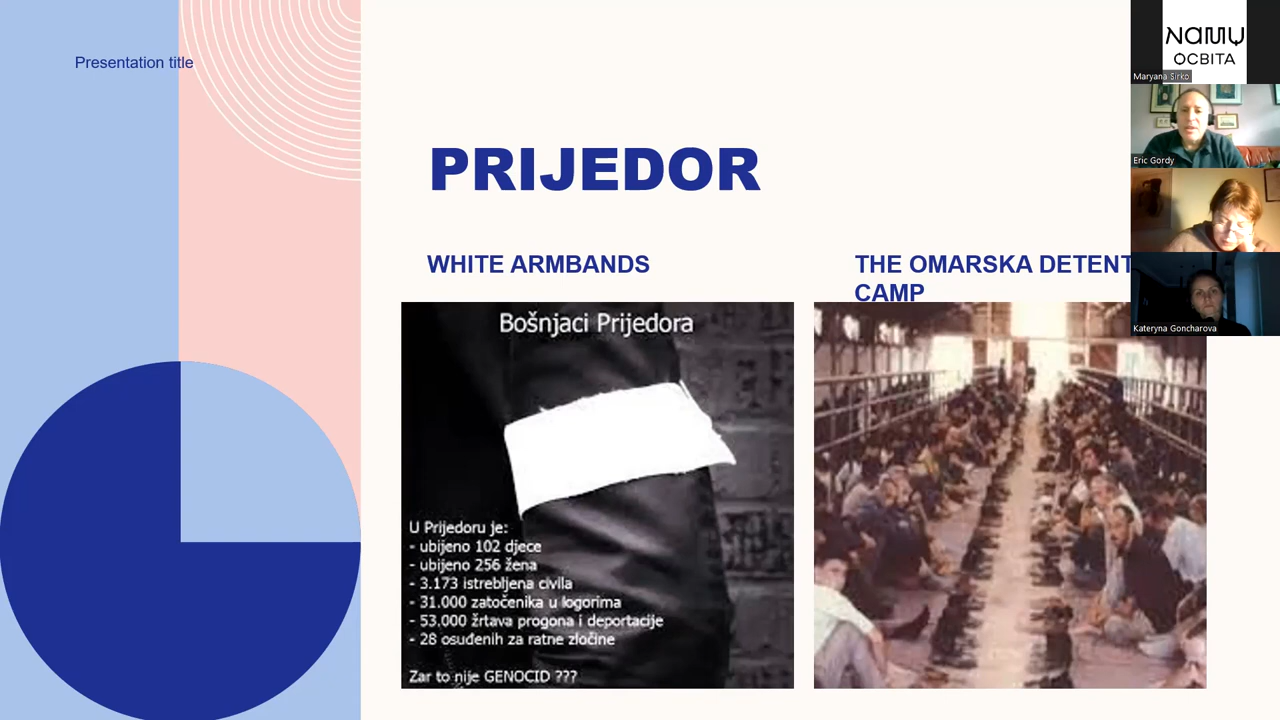 Presentation title
PRIJEDOR
WHITE ARMBANDS
THE OMARSKA DETENT
CAMP
Bošnjaci Prijedora
U Prijedoru je:
- ubijeno 102 djece
- ubijeno 256 žena
- 3.173 istrebljena civila
- 31.000 zatočenika u logorima
- 53.000 žrtava progona i deportacije
- 28 osuđenih za ratne zločine
Zar to nije GENOCID ???
ОСВІТА
Maryana Sirko
Eric Gordy
Kateryna Goncharova